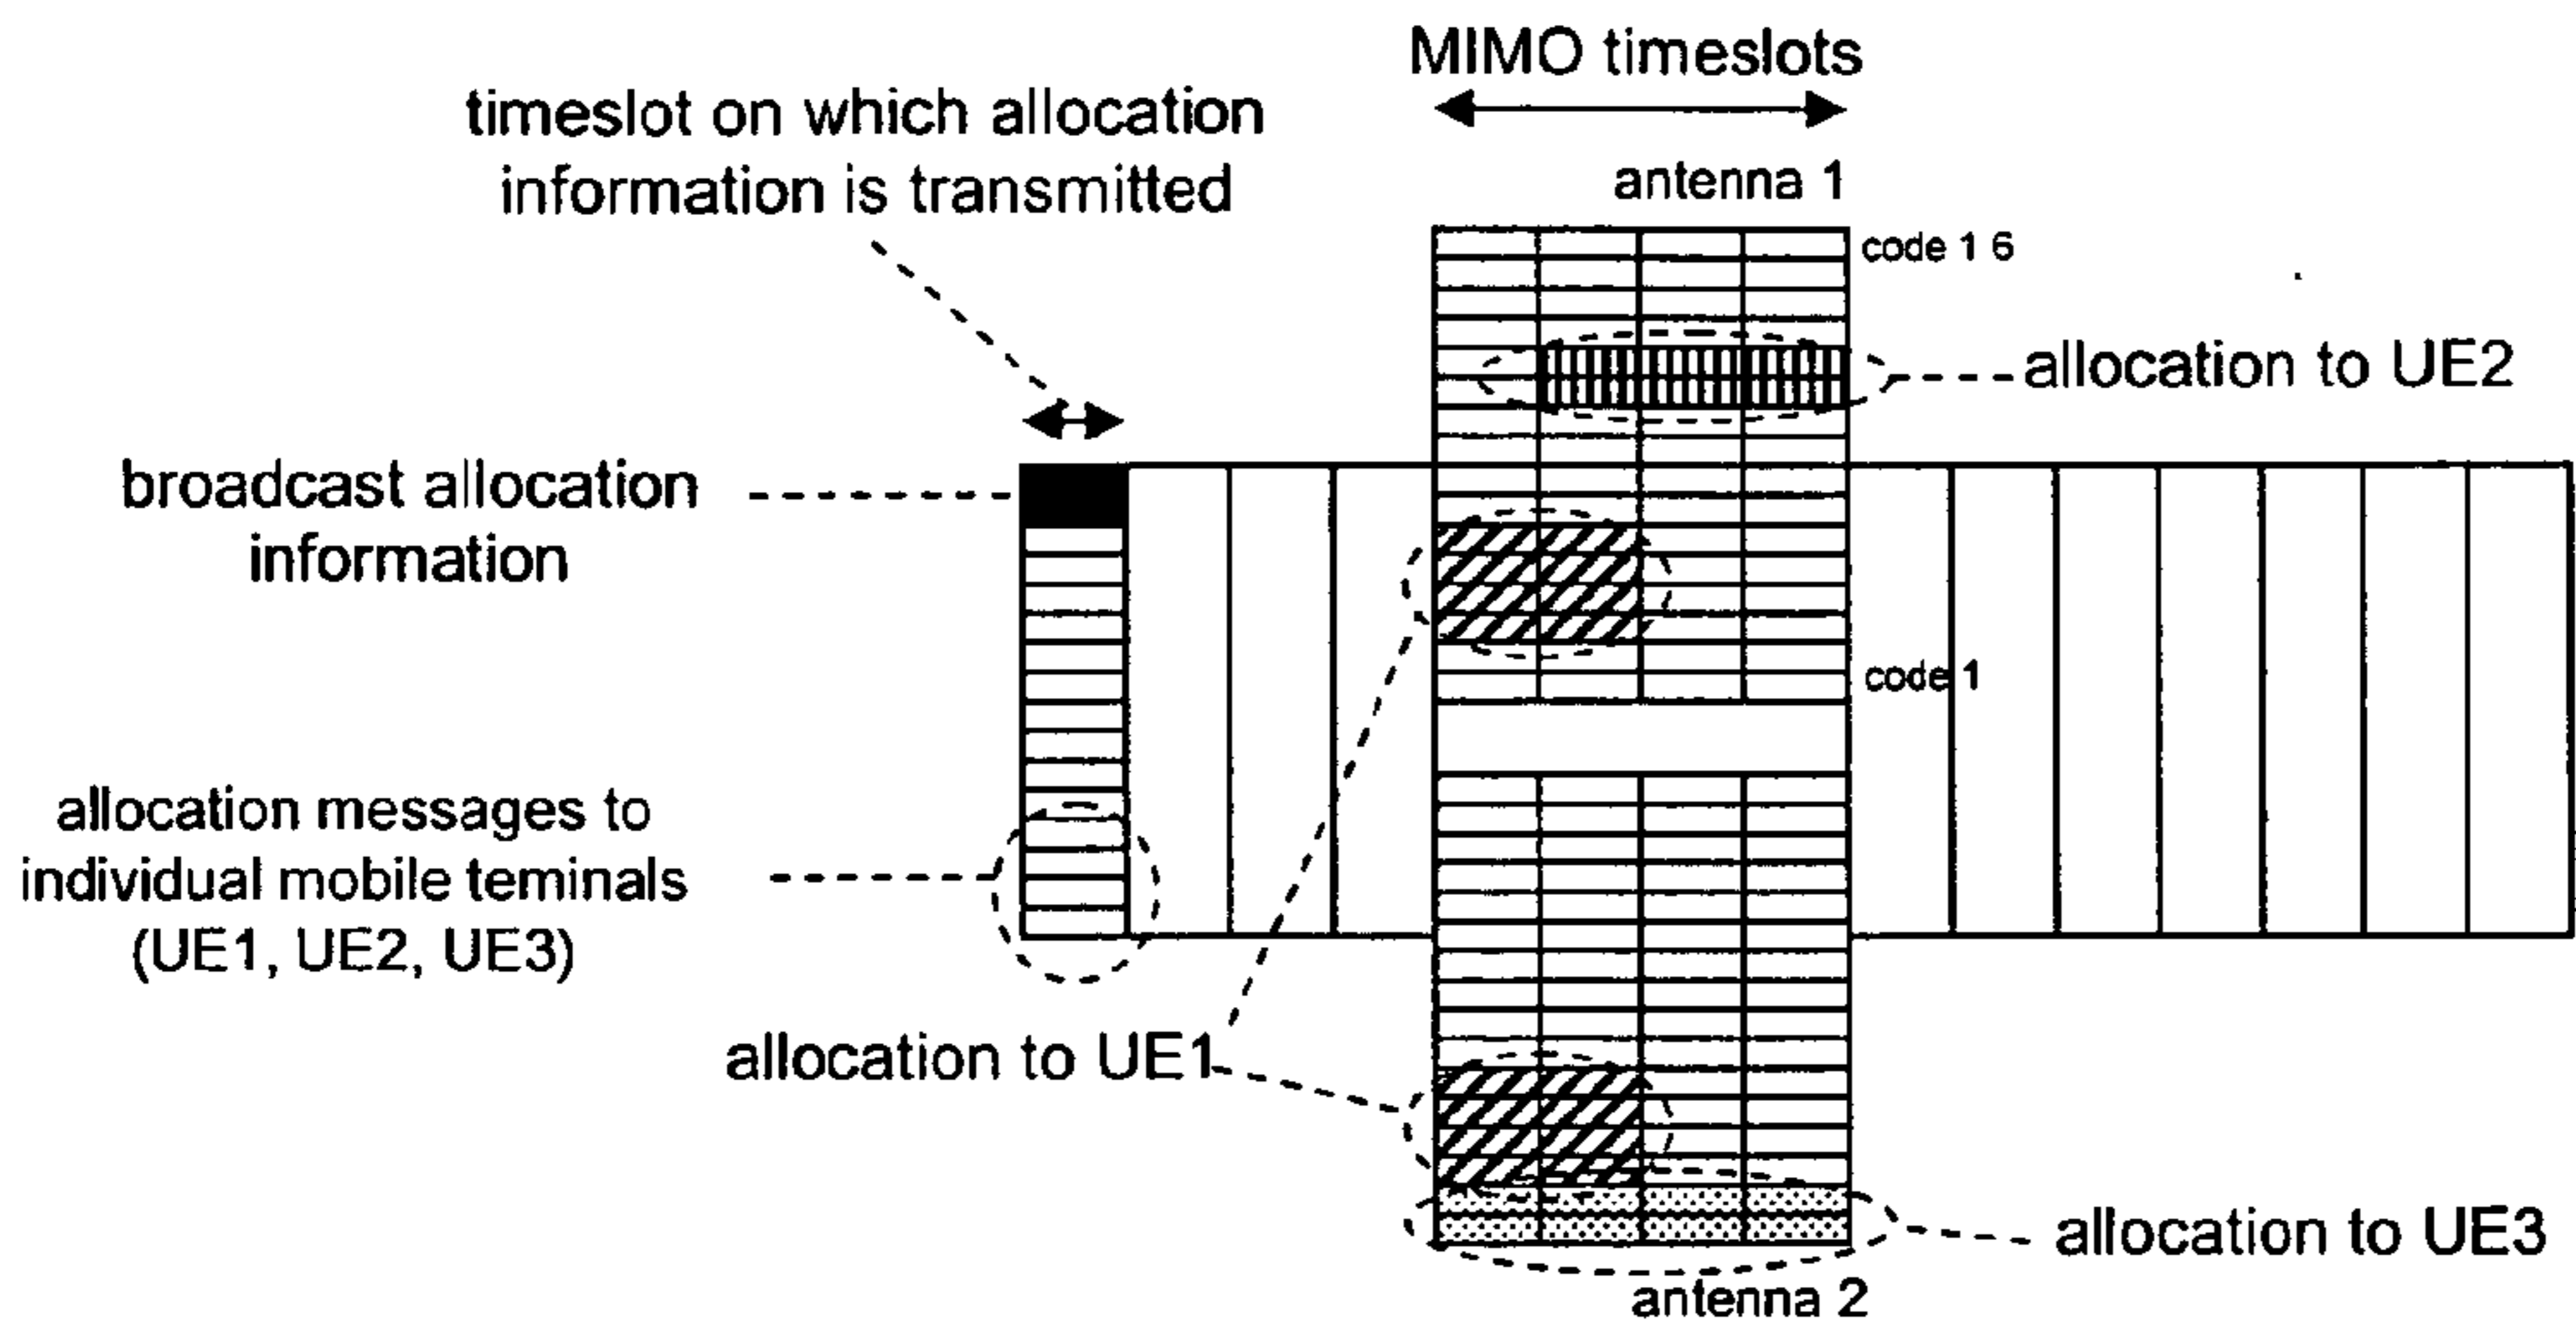 MIMO timeslots
timeslot on which allocation
information is transmitted
antenna 1
code 1 6
allocation to UE2
broadcast allocation
information
code 1
allocation messages to
individual mobile teminals
(UE1, UE2, UE3)
allocation to UE1
allocation to UE3
antenna 2